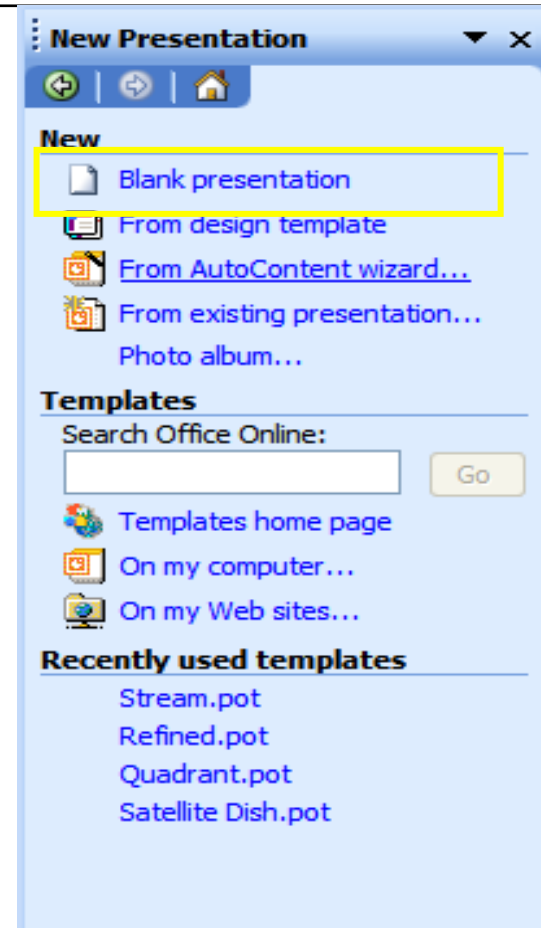 New Presentation
New
Blank presentation
From design template
From AutoContent wizard...
From existing presentation...
Photo album...
Templates
Search Office Online:
Go
Templates home page
On my computer...
On my Web sites...
Recently used templates
Stream.pot
Refined.pot
Quadrant.pot
Satellite Dish.pot